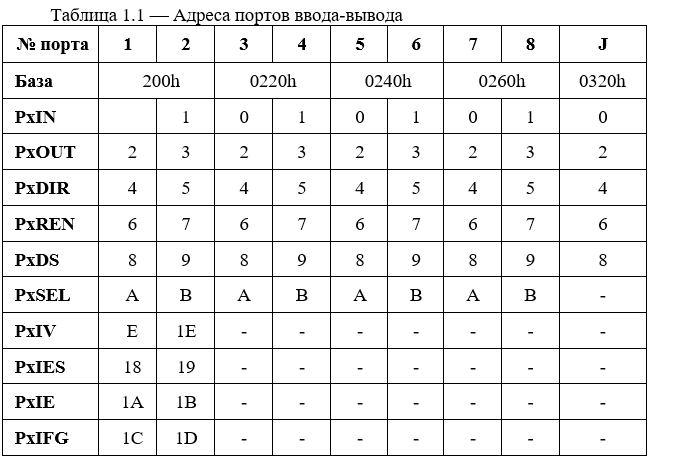 Таблица 1.1 — Адреса портов ввода-вывода
№ порта 1 2 3 4 5 6 7 8 J
База 200h 0220h 0240h 0260h 0320h
PxIN 1 0 1 0 1 0 1 0
PxOUT 2 3 2 3 2 3 2 3 2
PxDIR 4 5 4 5 4 5 4 5 4
PxREN 6 7 6 7 6 7 6 7 6
PxDS 8 9 8 9 8 9 8 9 8
PxSEL A B A B A B A B -
PxIV E 1E - - - - - - -
PxIES 18 19 - - - - - - -
PxIE 1A 1B - - - - - - -
PxIFG 1C 1D - - - - - - -